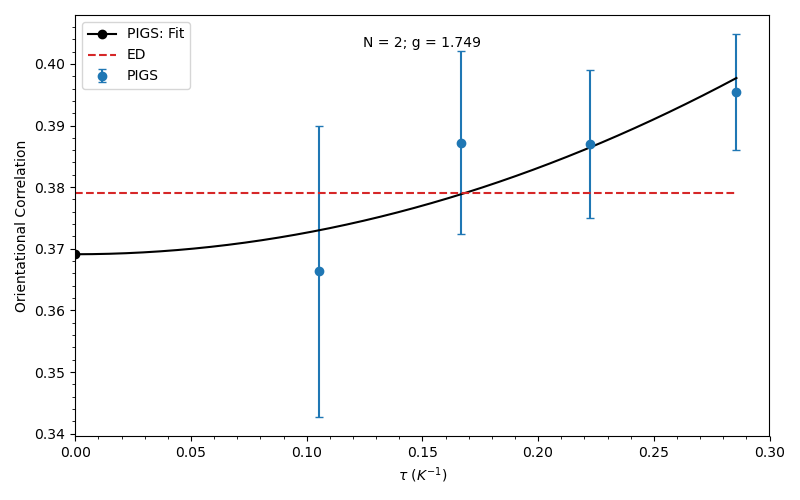 PIGS: Fit
ED
PIGS
N = 2; g = 1.749
Orientational Correlation
0.40
0.39
0.38
0.37
0.36
0.35
0.34
0.00 0.05 0.10 0.15 0.20 0.25 0.30
τ (K⁻¹)